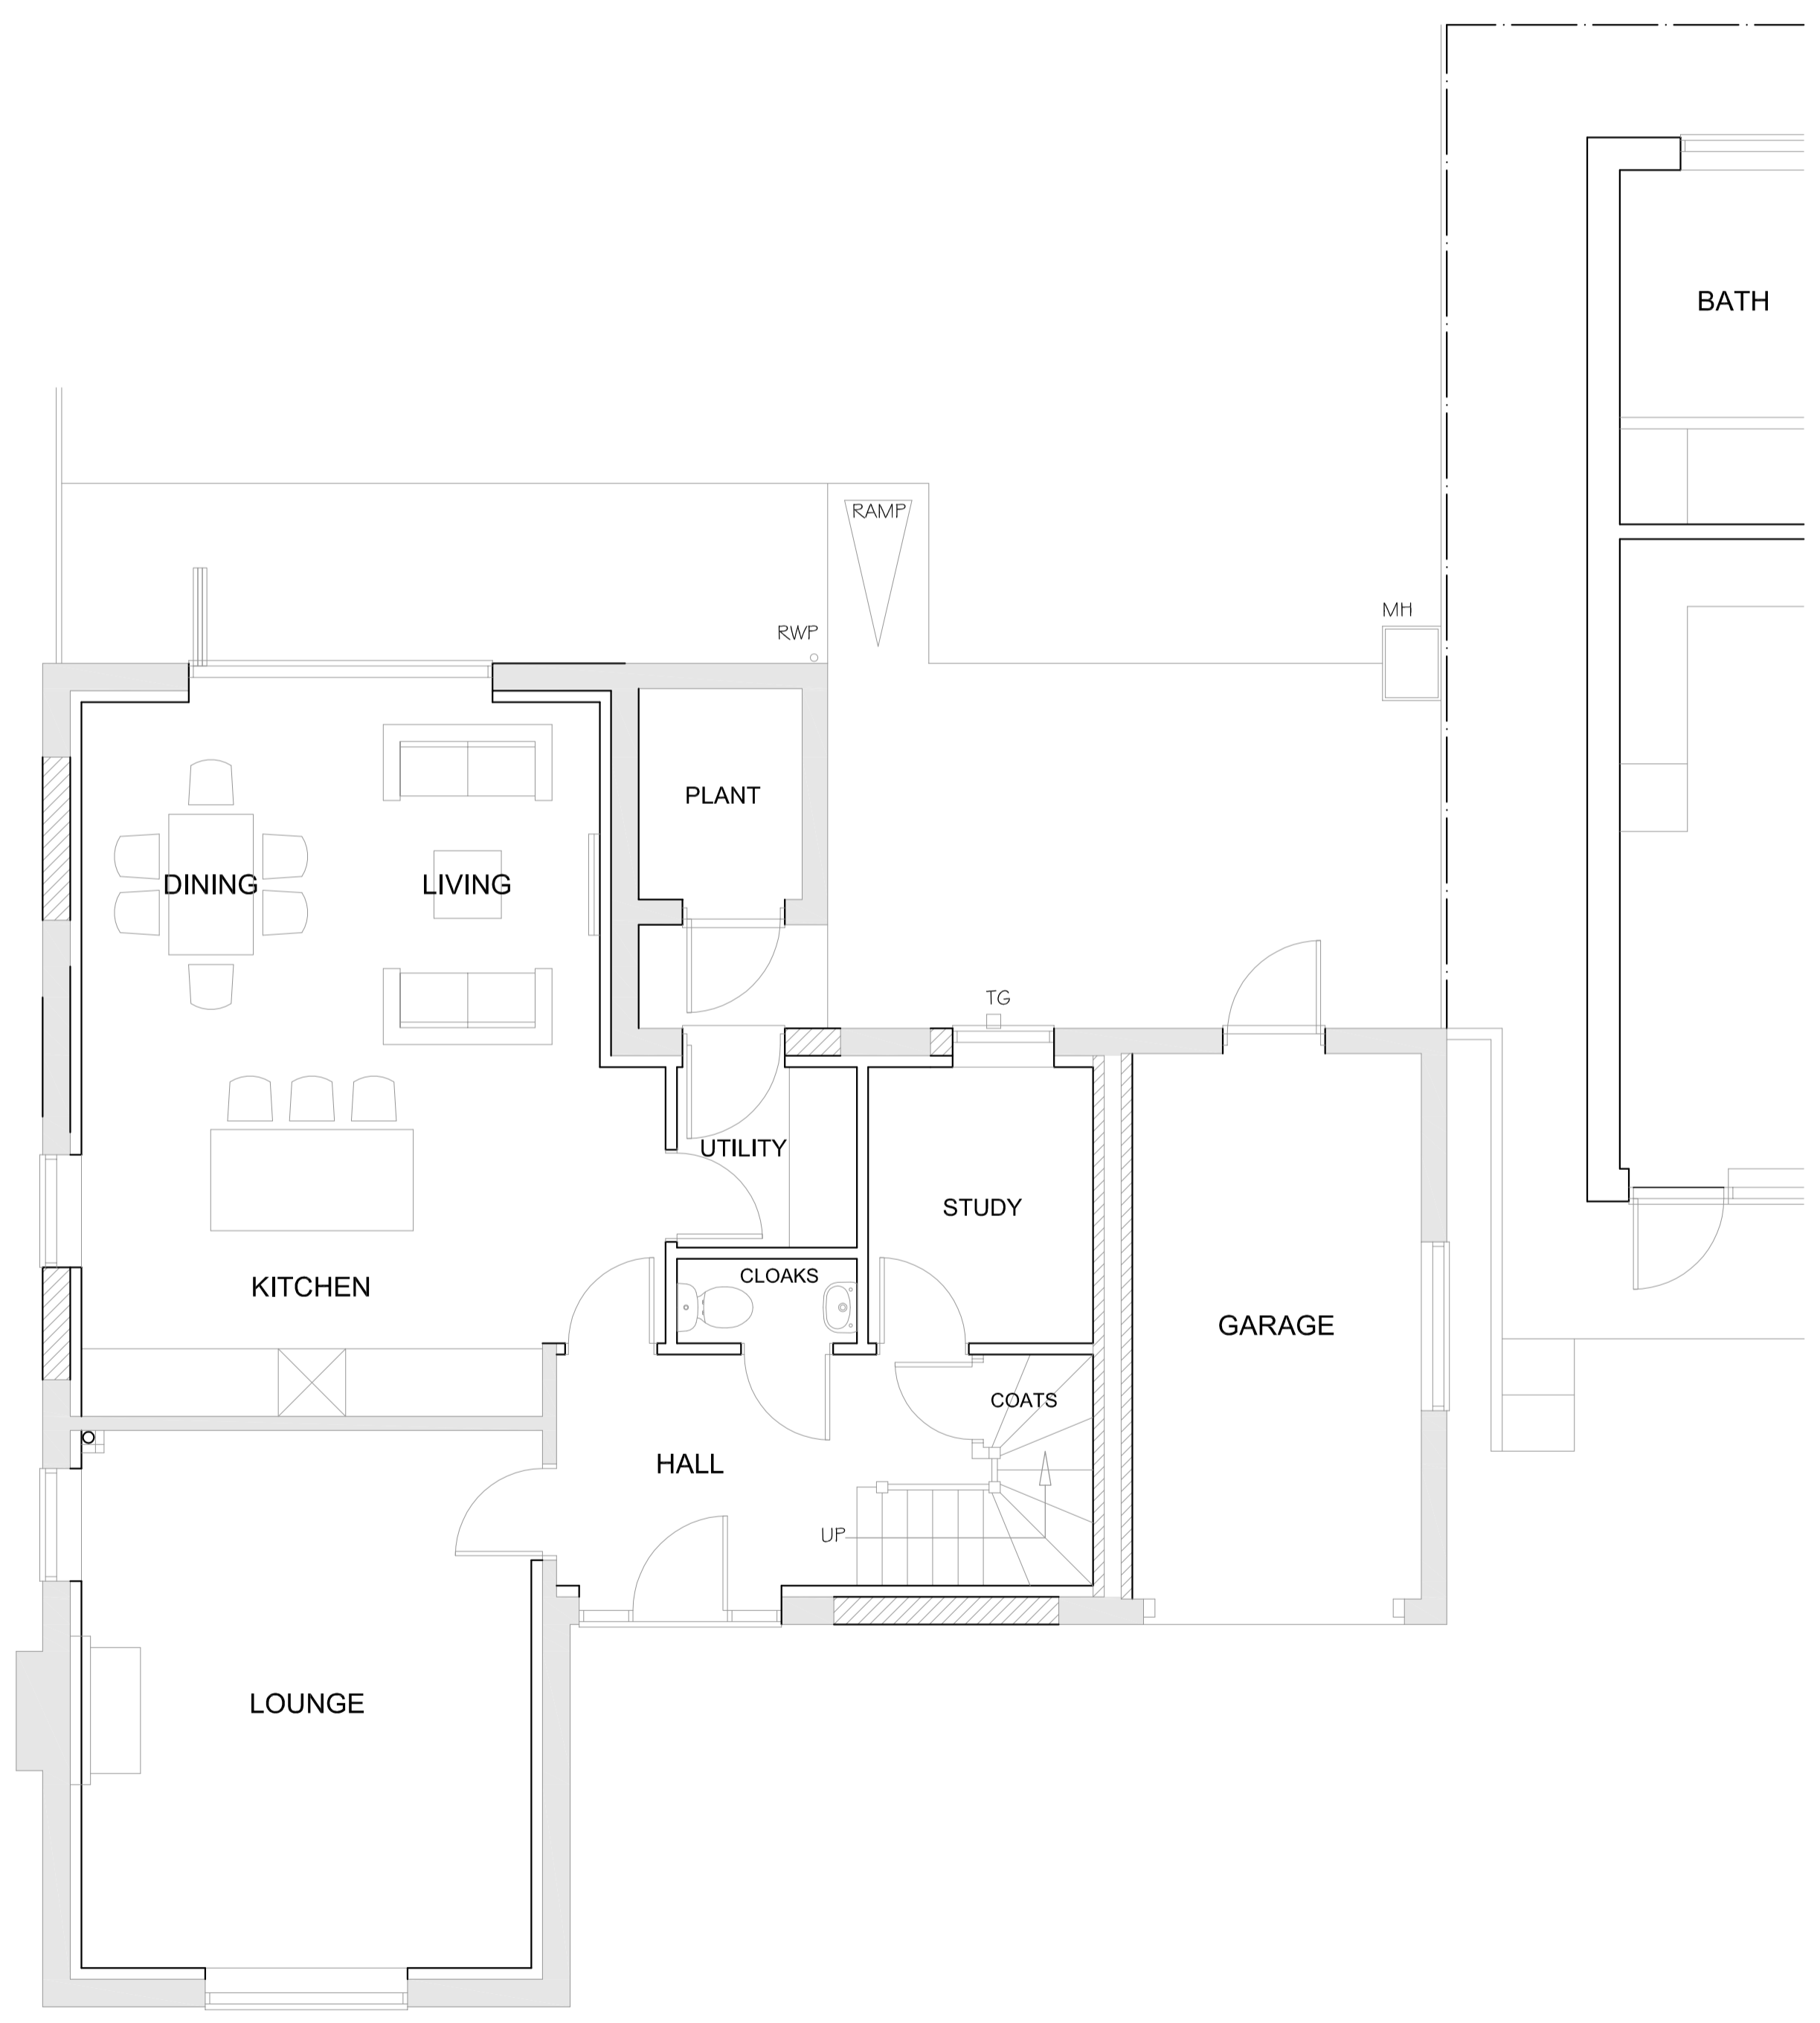 BATH
RAMP
MH
RWP
PLANT
DINING
LIVING
TG
UTILITY
STUDY
CLOAKS
KITCHEN
GARAGE
COATS
HALL
UP
LOUNGE